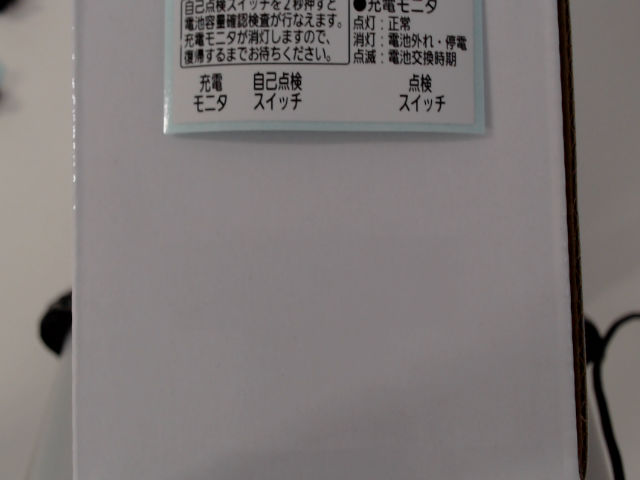 自己点検スイッチを2秒押すと
電池容量確認検査が行なえます。
充電モニタが消灯しますので、
復帰するまでお待ちください。
●充電モニタ
点灯：正常
消灯：電池外れ・停電
点滅：電池交換時期
充電
モニタ
自己点検
スイッチ
点検
スイッチ